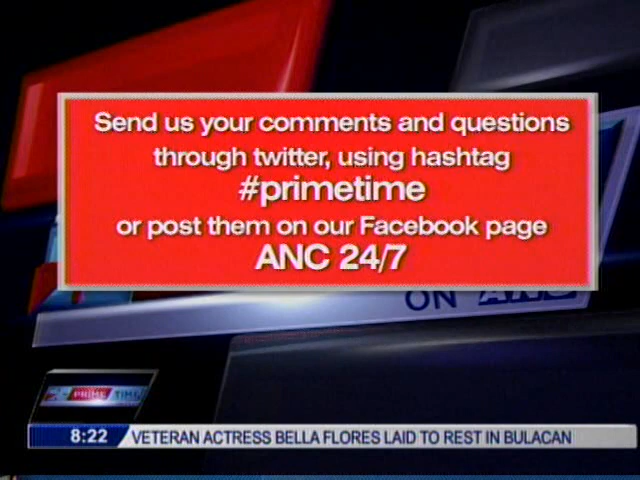 Send us your comments and questions
through twitter, using hashtag
#primetime
or post them on our Facebook page
ANC 24/7
ON ANC
PRIME TIME
8:22 VETERAN ACTRESS BELLA FLORES LAID TO REST IN BULACAN